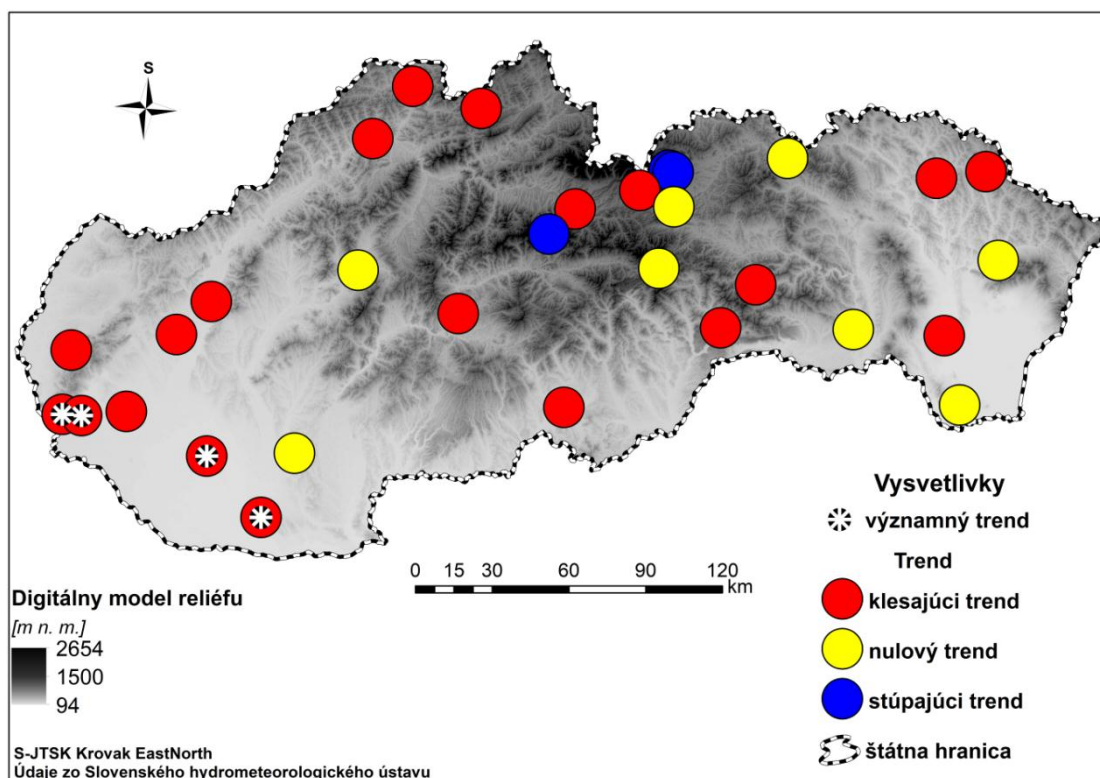 S
Vysvetlivky
významný trend
Trend
klesajúci trend
nulový trend
stúpajúci trend
štátna hranica
0 15 30 60 90 120
km
Digitálny model reliéfu
[m n. m.]
2654
1500
94
S-JTSK Krovak EastNorth
Údaje zo Slovenského hydrometeorologického ústavu